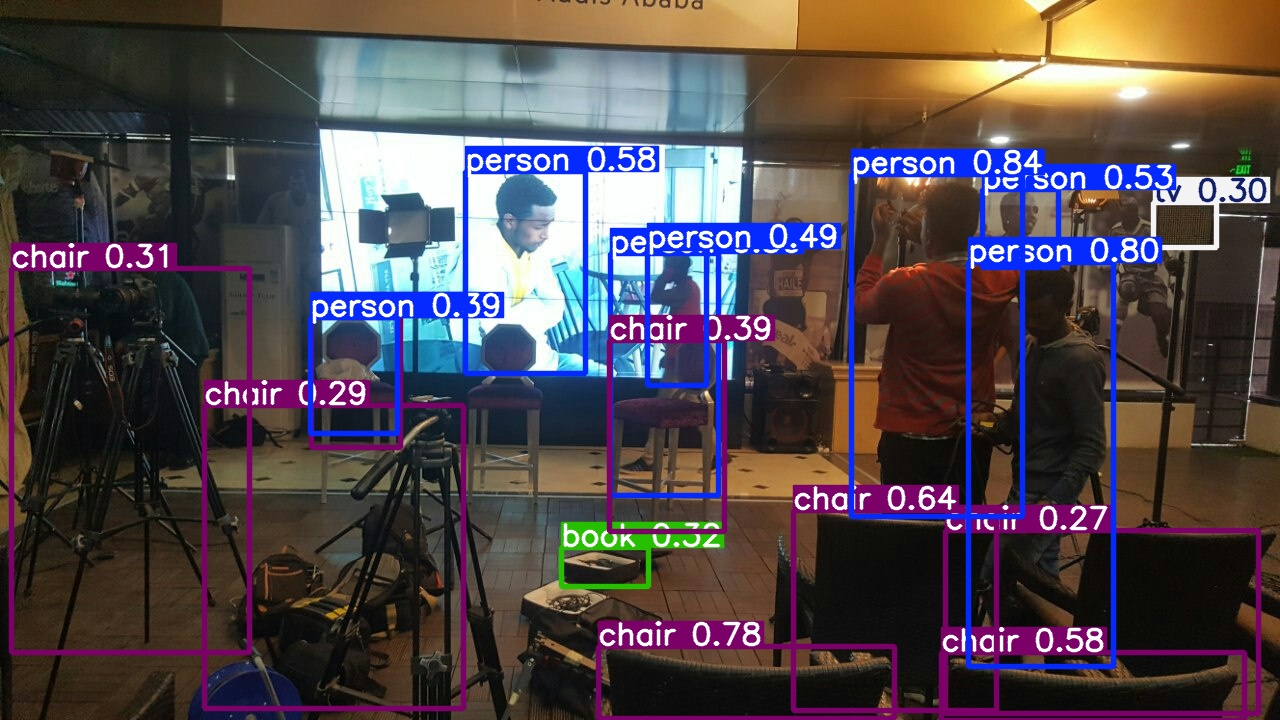 Addis Ababa
EXIT
person 0.58
person 0.84
person 0.53
tv 0.30
person 0.49
person 0.80
chair 0.31
person 0.39
chair 0.39
chair 0.29
chair 0.64
chair 0.27
book 0.32
chair 0.78
chair 0.58
HAILE